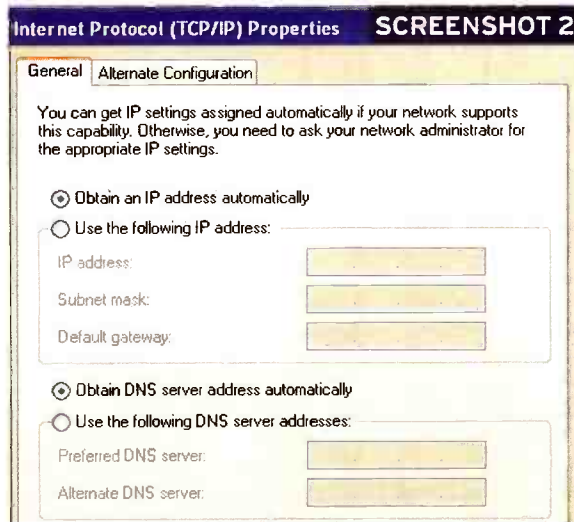 Internet Protocol (TCP/IP) Properties SCREENSHOT 2
General Alternate Configuration
You can get IP settings assigned automatically if your network supports
this capability. Otherwise, you need to ask your network administrator for
the appropriate IP settings.
Obtain an IP address automatically
Use the following IP address:
IP address:
Subnet mask:
Default gateway:
Obtain DNS server address automatically
Use the following DNS server addresses:
Preferred DNS server:
Alternate DNS server: